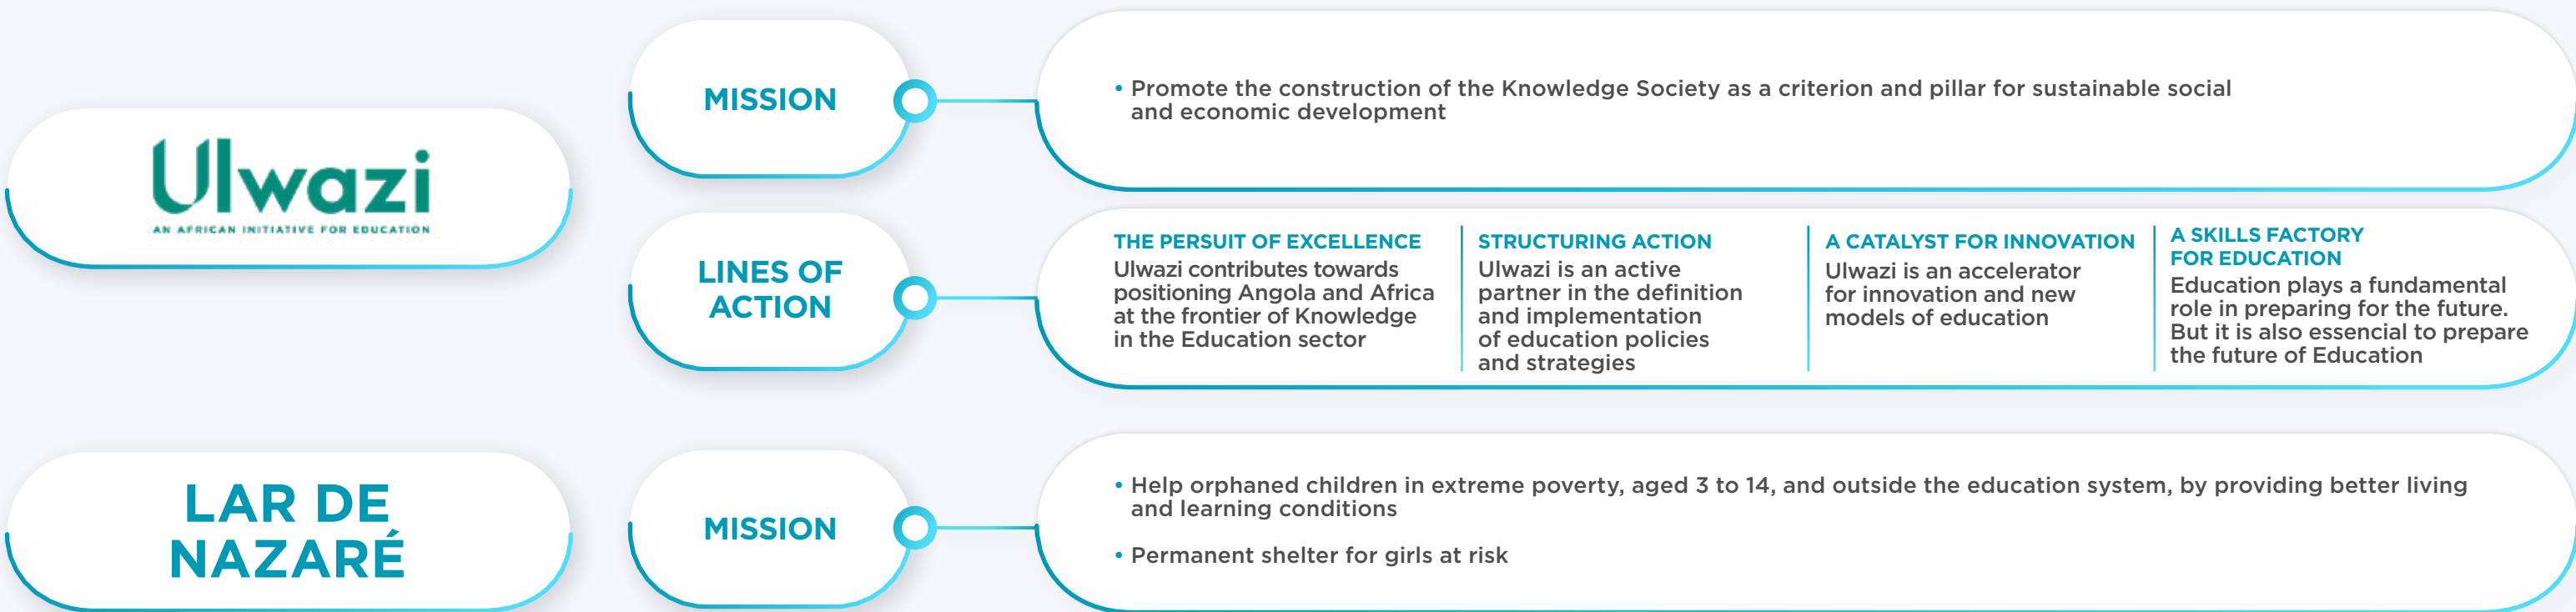 Ulwazi
AN AFRICAN INITIATIVE FOR EDUCATION
MISSION
• Promote the construction of the Knowledge Society as a criterion and pillar for sustainable social
and economic development
LINES OF
ACTION
THE PERSUIT OF EXCELLENCE
Ulwazi contributes towards
positioning Angola and Africa
at the frontier of Knowledge
in the Education sector
STRUCTURING ACTION
Ulwazi is an active
partner in the definition
and implementation
of education policies
and strategies
A CATALYST FOR INNOVATION
Ulwazi is an accelerator
for innovation and new
models of education
A SKILLS FACTORY
FOR EDUCATION
Education plays a fundamental
role in preparing for the future.
But it is also essencial to prepare
the future of Education
LAR DE
NAZARÉ
MISSION
• Help orphaned children in extreme poverty, aged 3 to 14, and outside the education system, by providing better living
and learning conditions
• Permanent shelter for girls at risk